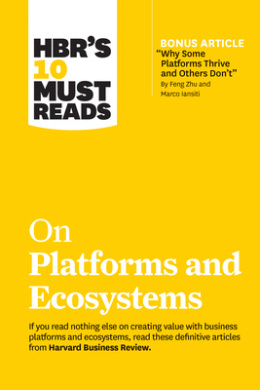 HBR'S
10
MUST
READS
BONUS ARTICLE
“Why Some
Platforms Thrive
and Others Don't”
By Feng Zhu and
Marco Iansiti
On
Platforms and
Ecosystems
If you read nothing else on creating value with business
platforms and ecosystems, read these definitive articles
from Harvard Business Review.